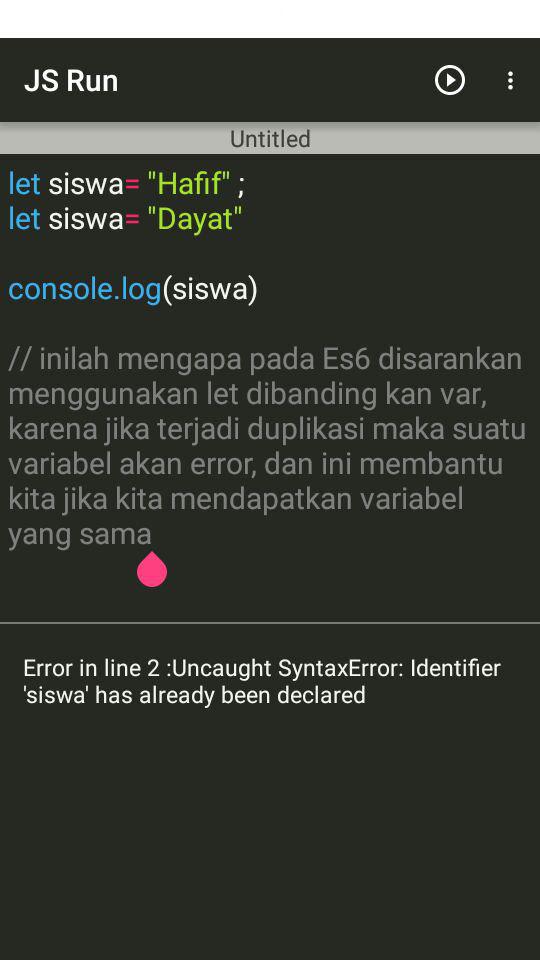 JS Run
Untitled
let siswa= "Hafif" ;
let siswa= "Dayat"
console.log(siswa)
// inilah mengapa pada Es6 disarankan
menggunakan let dibanding kan var,
karena jika terjadi duplikasi maka suatu
variabel akan error, dan ini membantu
kita jika kita mendapatkan variabel
yang sama
Error in line 2 :Uncaught SyntaxError: Identifier
'siswa' has already been declared